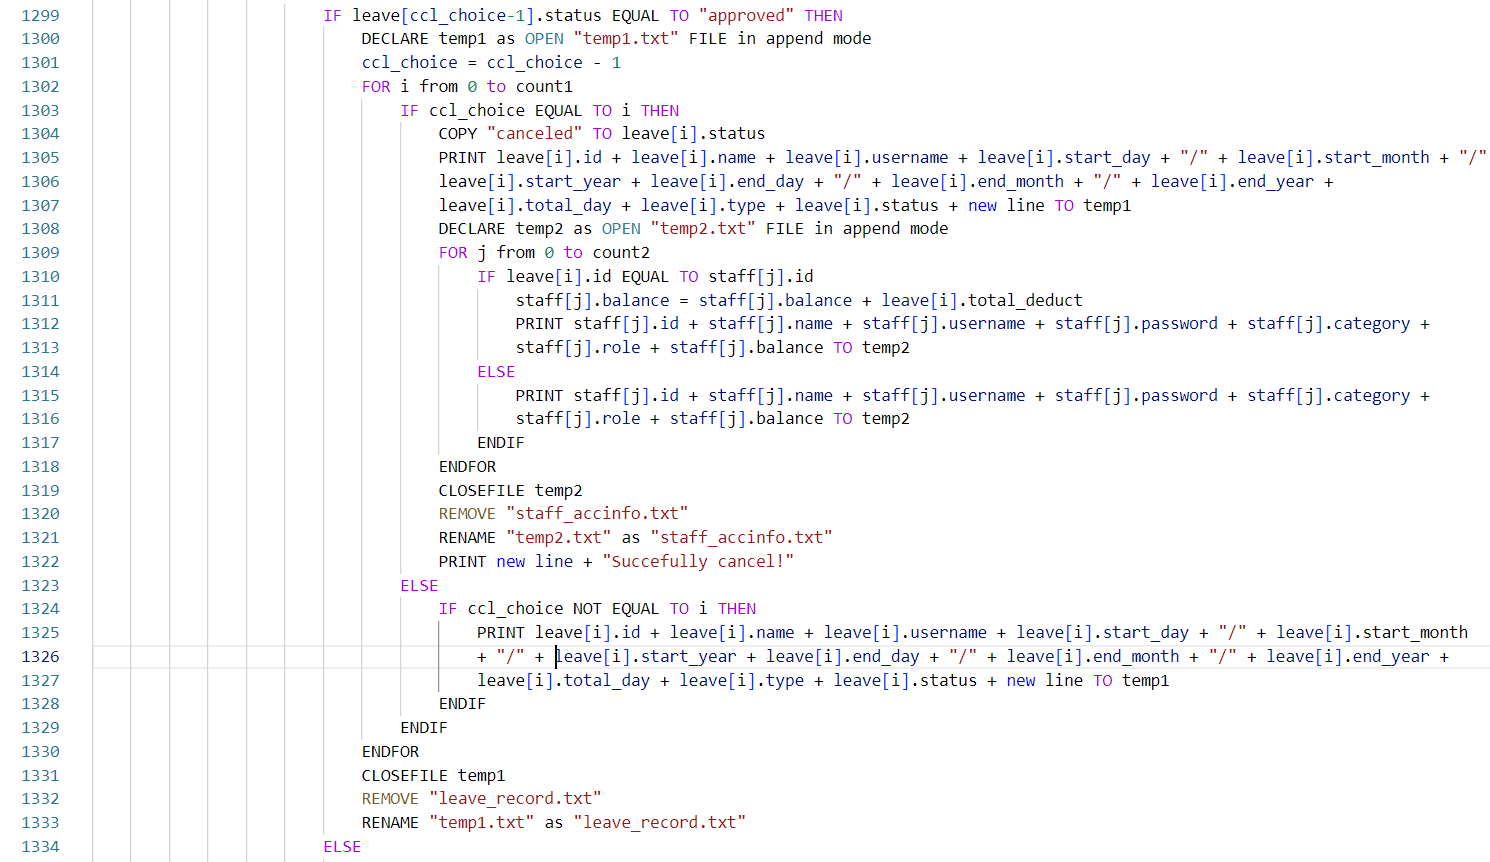 1299 IF leave[ccl_choice-1].status EQUAL TO "approved" THEN
1300 DECLARE temp1 as OPEN "temp1.txt" FILE in append mode
1301 ccl_choice = ccl_choice - 1
1302 FOR i from 0 to count1
1303 IF ccl_choice EQUAL TO i THEN
1304 COPY "canceled" TO leave[i].status
1305 PRINT leave[i].id + leave[i].name + leave[i].username + leave[i].start_day + "/" + leave[i].start_month + "/"
1306 leave[i].start_year + leave[i].end_day + "/" + leave[i].end_month + "/" + leave[i].end_year +
1307 leave[i].total_day + leave[i].type + leave[i].status + new line TO temp1
1308 DECLARE temp2 as OPEN "temp2.txt" FILE in append mode
1309 FOR j from 0 to count2
1310 IF leave[i].id EQUAL TO staff[j].id
1311 staff[j].balance = staff[j].balance + leave[i].total_deduct
1312 PRINT staff[j].id + staff[j].name + staff[j].username + staff[j].password + staff[j].category +
1313 staff[j].role + staff[j].balance TO temp2
1314 ELSE
1315 PRINT staff[j].id + staff[j].name + staff[j].username + staff[j].password + staff[j].category +
1316 staff[j].role + staff[j].balance TO temp2
1317 ENDIF
1318 ENDFOR
1319 CLOSEFILE temp2
1320 REMOVE "staff_accinfo.txt"
1321 RENAME "temp2.txt" as "staff_accinfo.txt"
1322 PRINT new line + "Succefully cancel!"
1323 ELSE
1324 IF ccl_choice NOT EQUAL TO i THEN
1325 PRINT leave[i].id + leave[i].name + leave[i].username + leave[i].start_day + "/" + leave[i].start_month
1326 + "/" + leave[i].start_year + leave[i].end_day + "/" + leave[i].end_month + "/" + leave[i].end_year +
1327 leave[i].total_day + leave[i].type + leave[i].status + new line TO temp1
1328 ENDIF
1329 ENDIF
1330 ENDFOR
1331 CLOSEFILE temp1
1332 REMOVE "leave_record.txt"
1333 RENAME "temp1.txt" as "leave_record.txt"
1334 ELSE